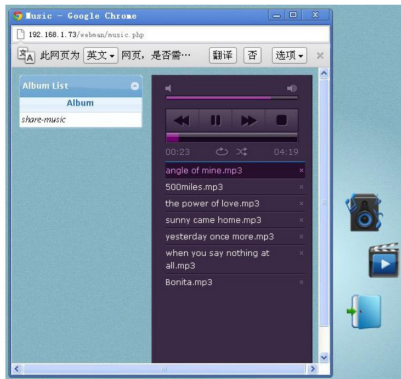 Music - Google Chrome
192.168.1.73/webman/music.php
此网页为 英文 网页，是否需… 翻译 否 选项
Album List
Album
share-music
00:23 04:19
angle of mine.mp3
500miles.mp3
the power of love.mp3
sunny came home.mp3
yesterday once more.mp3
when you say nothing at
all.mp3
Bonita.mp3